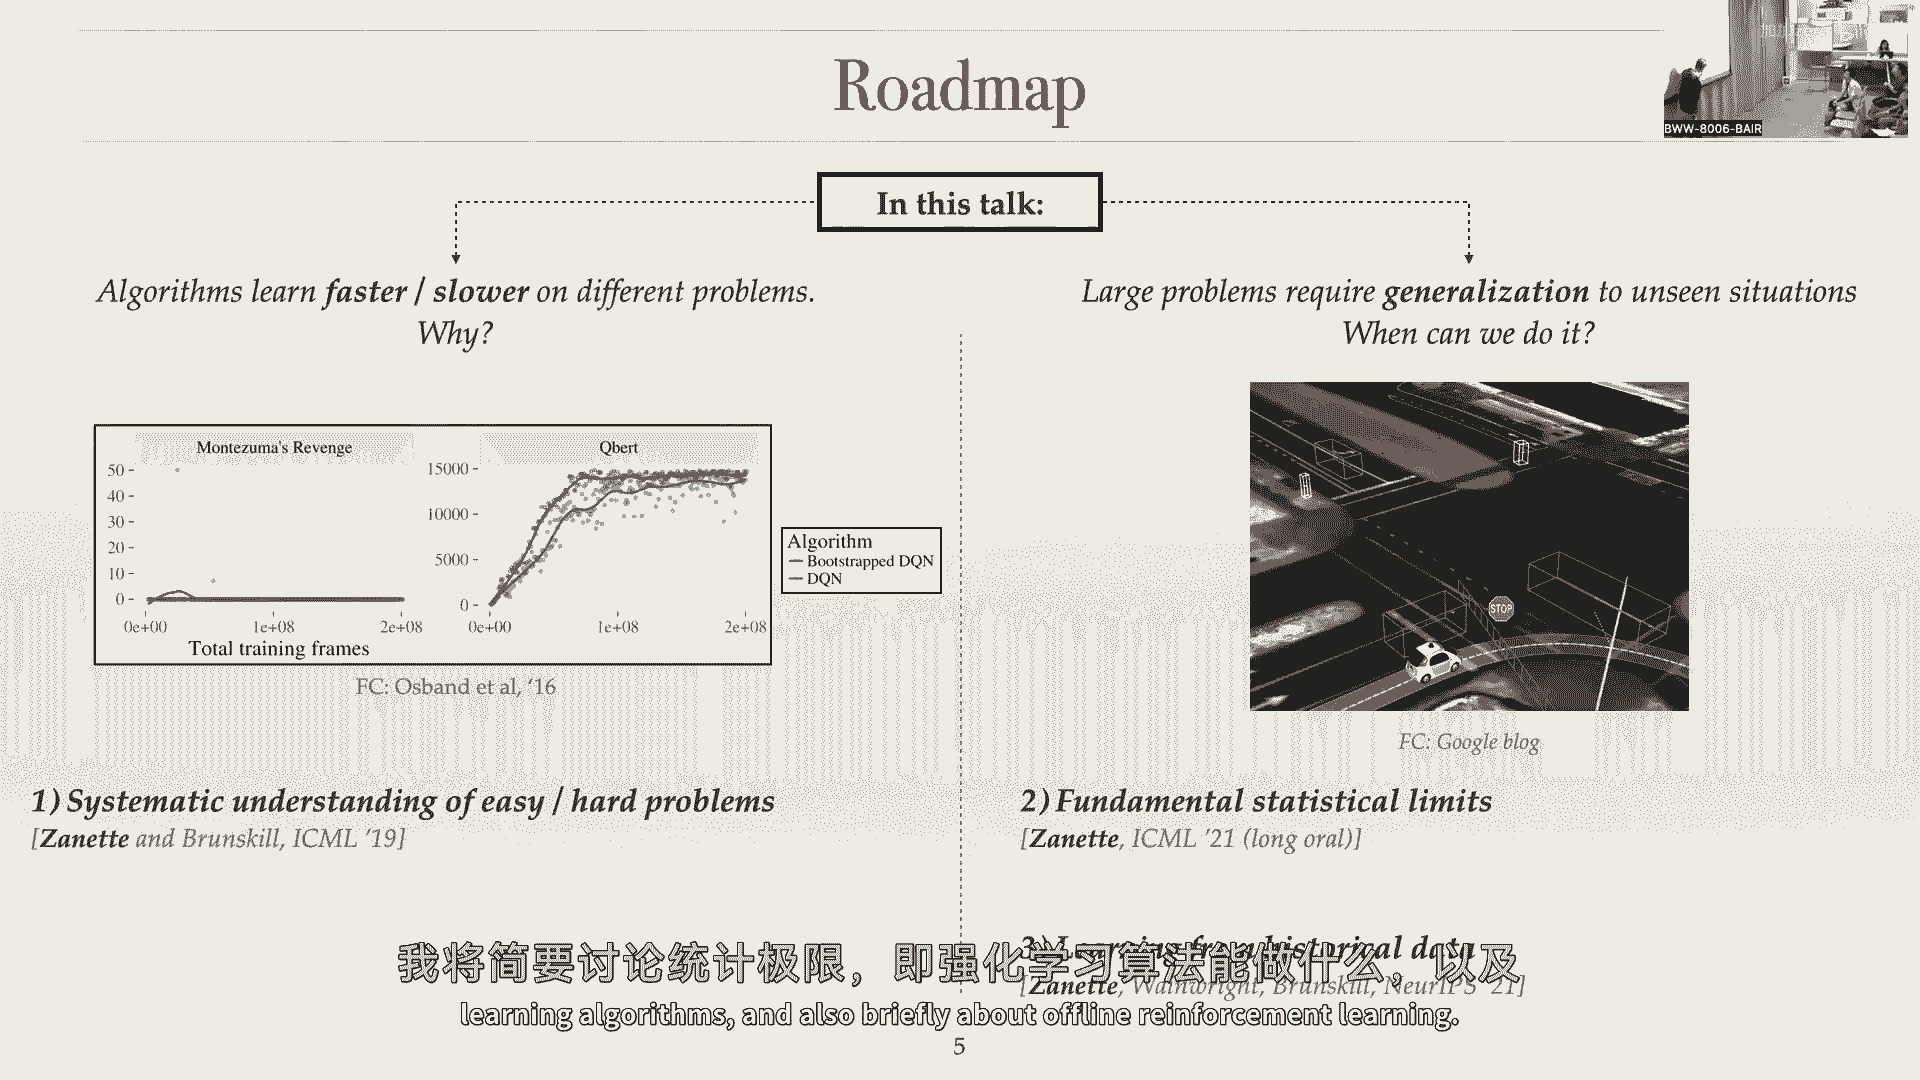 Roadmap
BWW-8006-BAIR
In this talk:
Algorithms learn faster / slower on different problems.
Why?
Montezuma's Revenge
Qbert
50
40
30
20
10
0
15000
10000
5000
0
0e+00 1e+08 2e+08
0e+00 1e+08 2e+08
Total training frames
Algorithm
Bootstrapped DQN
DQN
FC: Osband et al, ‘16
1) Systematic understanding of easy / hard problems
[Zanette and Brunskill, ICML ’19]
Large problems require generalization to unseen situations
When can we do it?
STOP
FC: Google blog
2) Fundamental statistical limits
[Zanette, ICML ’21 (long oral)]
3) Learning from historical data
[Zanette, Wainwright, Brunskill, NeurIPS ’21]
我将简要讨论统计极限，即强化学习算法能做什么，以及
learning algorithms, and also briefly about offline reinforcement learning.
5